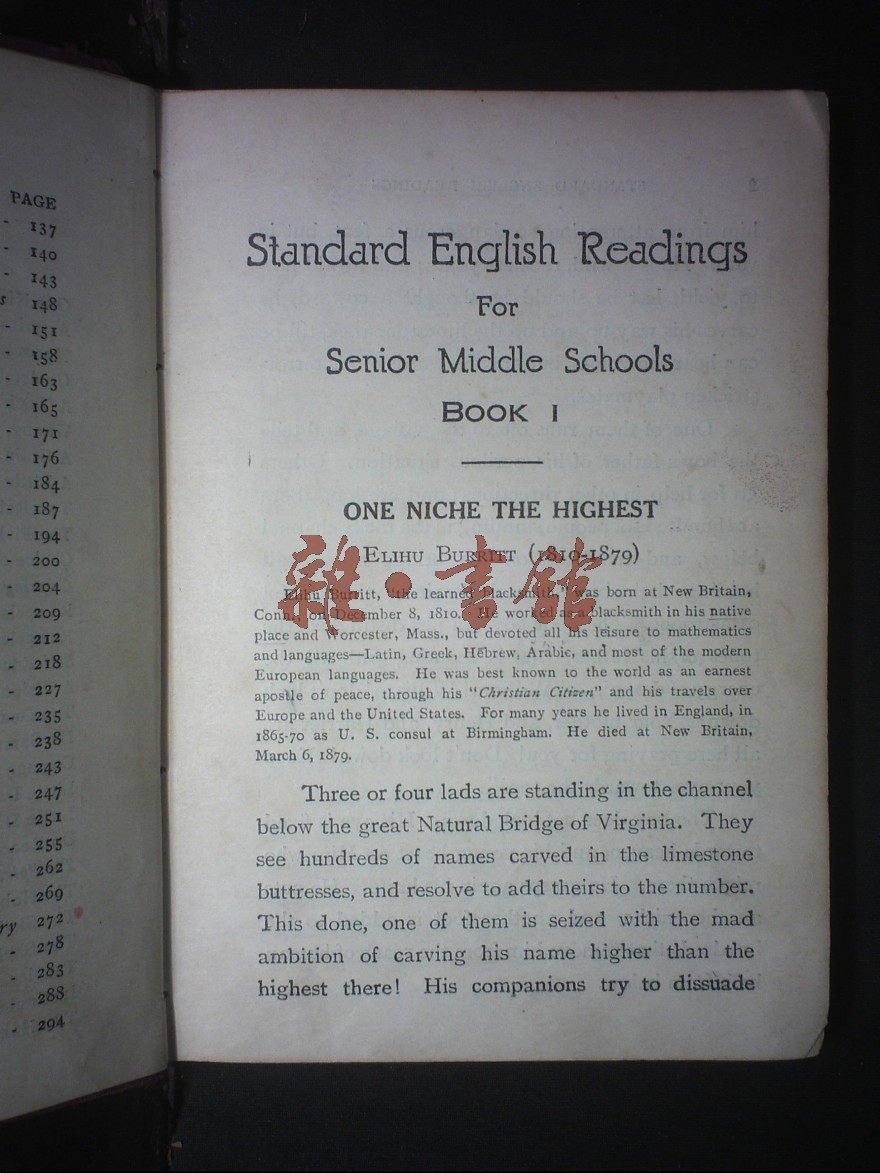 PAGE
- 137
- 140
- 143
s 148
- 151
- 158
- 163
- 165
- 171
- 176
- 184
- 187
- 194
- 200
- 204
- 209
- 212
- 218
- 227
- 235
- 238
- 243
- 247
- 251
- 255
- 262
- 269
ry 272
- 278
- 283
- 288
- 294
Standard English Readings
For
Senior Middle Schools
BOOK I
ONE NICHE THE HIGHEST
ELIHU BURRITT (1810-1879)
雜·書館
Elihu Burritt, "the learned blacksmith," was born at New Britain,
Conn., on December 8, 1810. He worked as a blacksmith in his native
place and Worcester, Mass., but devoted all his leisure to mathematics
and languages—Latin, Greek, Hebrew, Arabic, and most of the modern
European languages. He was best known to the world as an earnest
apostle of peace, through his "Christian Citizen" and his travels over
Europe and the United States. For many years he lived in England, in
1865-70 as U. S. consul at Birmingham. He died at New Britain,
March 6, 1879.
Three or four lads are standing in the channel
below the great Natural Bridge of Virginia. They
see hundreds of names carved in the limestone
buttresses, and resolve to add theirs to the number.
This done, one of them is seized with the mad
ambition of carving his name higher than the
highest there! His companions try to dissuade